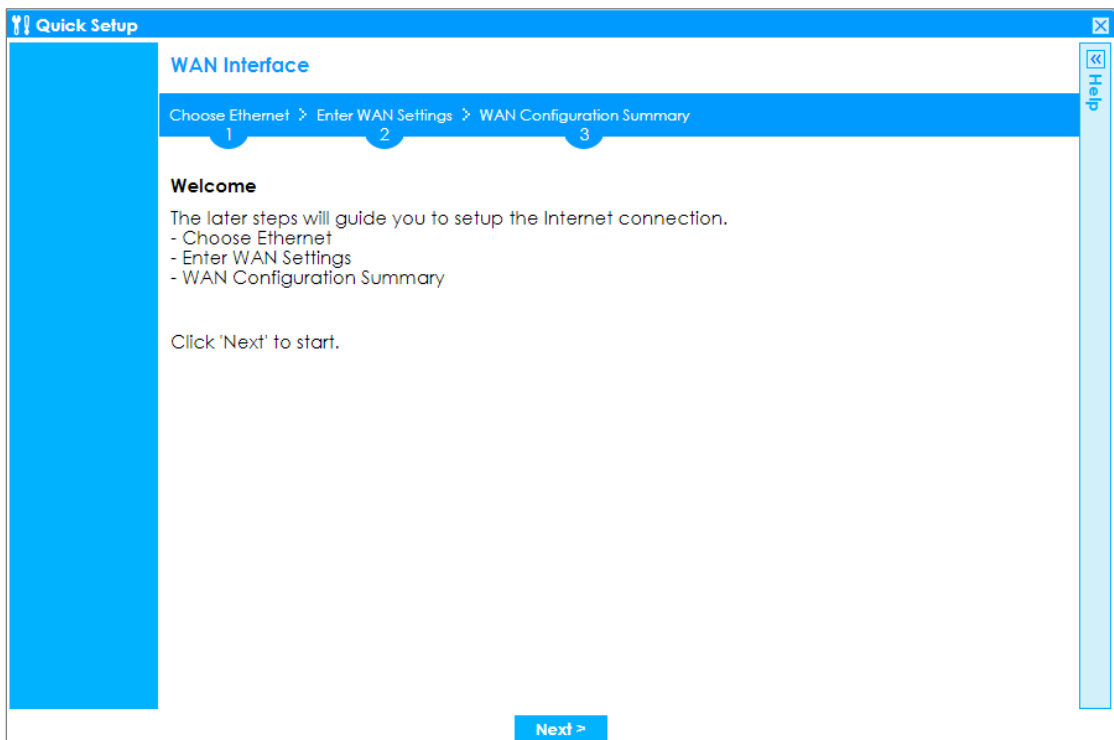 Quick Setup
WAN Interface
Help
Choose Ethernet > Enter WAN Settings > WAN Configuration Summary
1 2 3
Welcome
The later steps will guide you to setup the Internet connection.
- Choose Ethernet
- Enter WAN Settings
- WAN Configuration Summary
Click 'Next' to start.
Next >